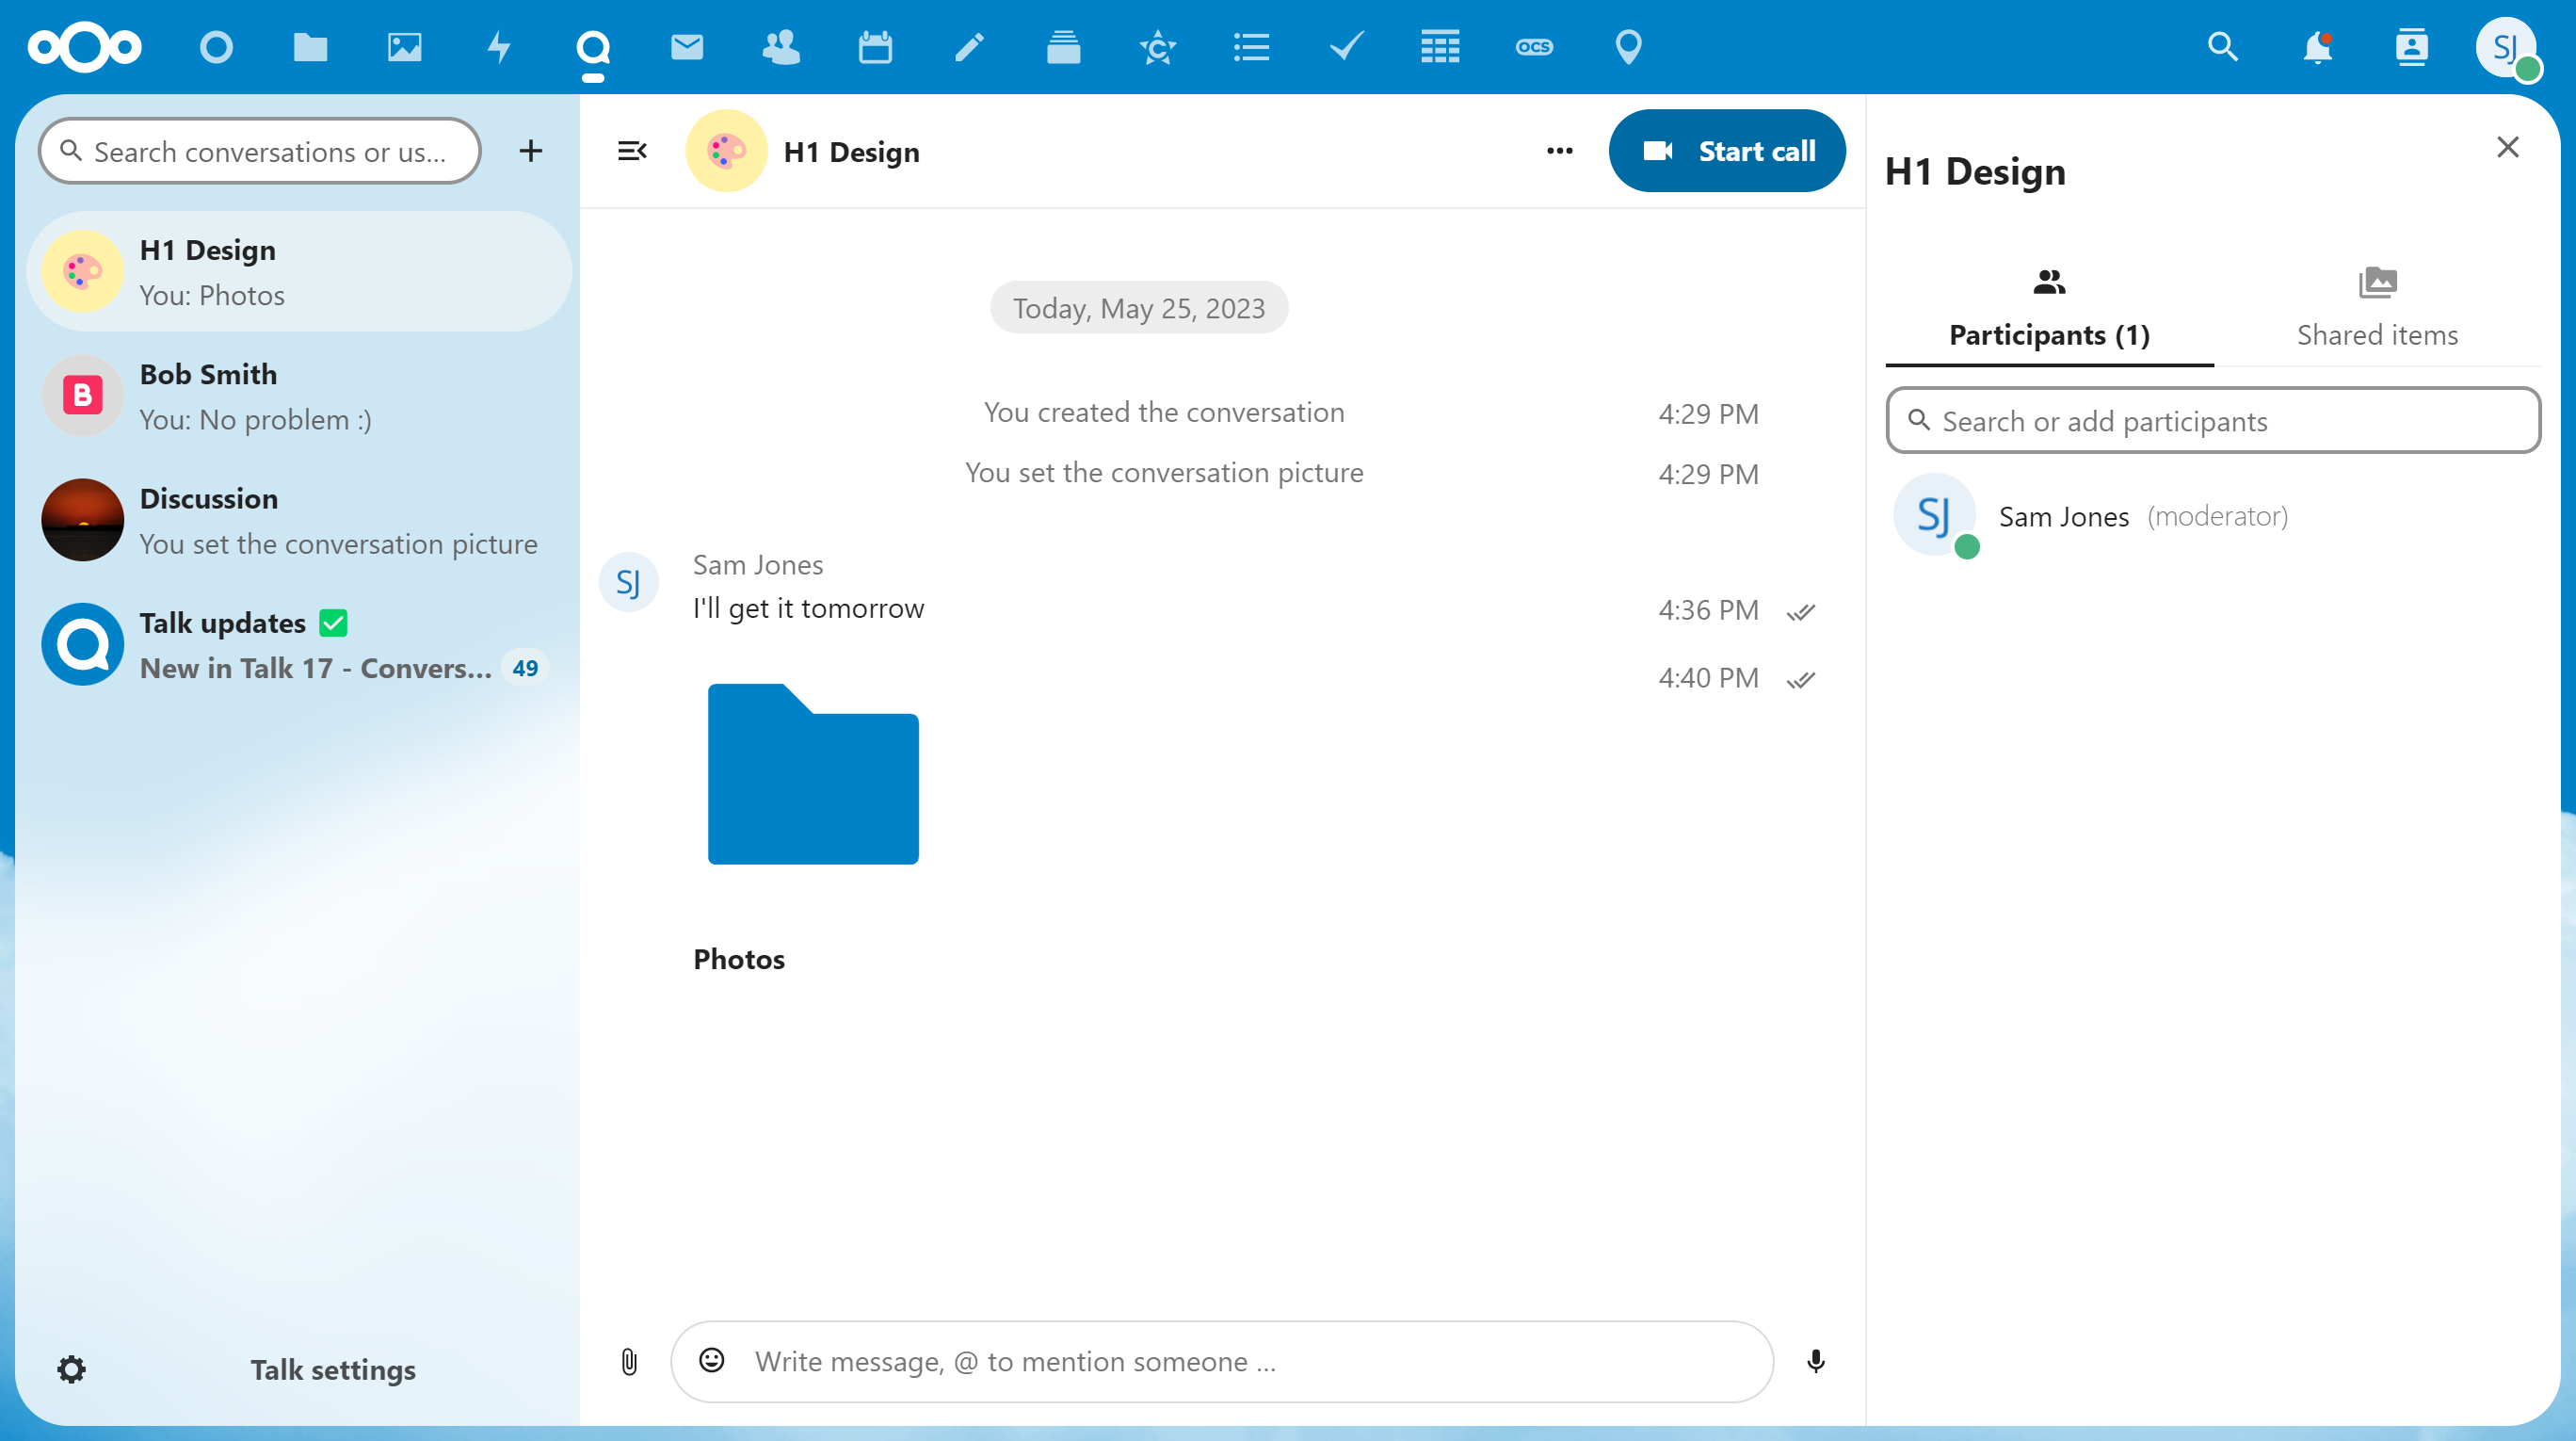 OCS
SJ
Search conversations or us...
H1 Design
You: Photos
B
Bob Smith
You: No problem :)
Discussion
You set the conversation picture
Talk updates ✅
New in Talk 17 - Convers... 49
Talk settings
H1 Design
Start call
Today, May 25, 2023
You created the conversation 4:29 PM
You set the conversation picture 4:29 PM
SJ
Sam Jones
I'll get it tomorrow 4:36 PM
4:40 PM
Photos
Write message, @ to mention someone ...
H1 Design
Participants (1)
Shared items
Search or add participants
SJ
Sam Jones (moderator)